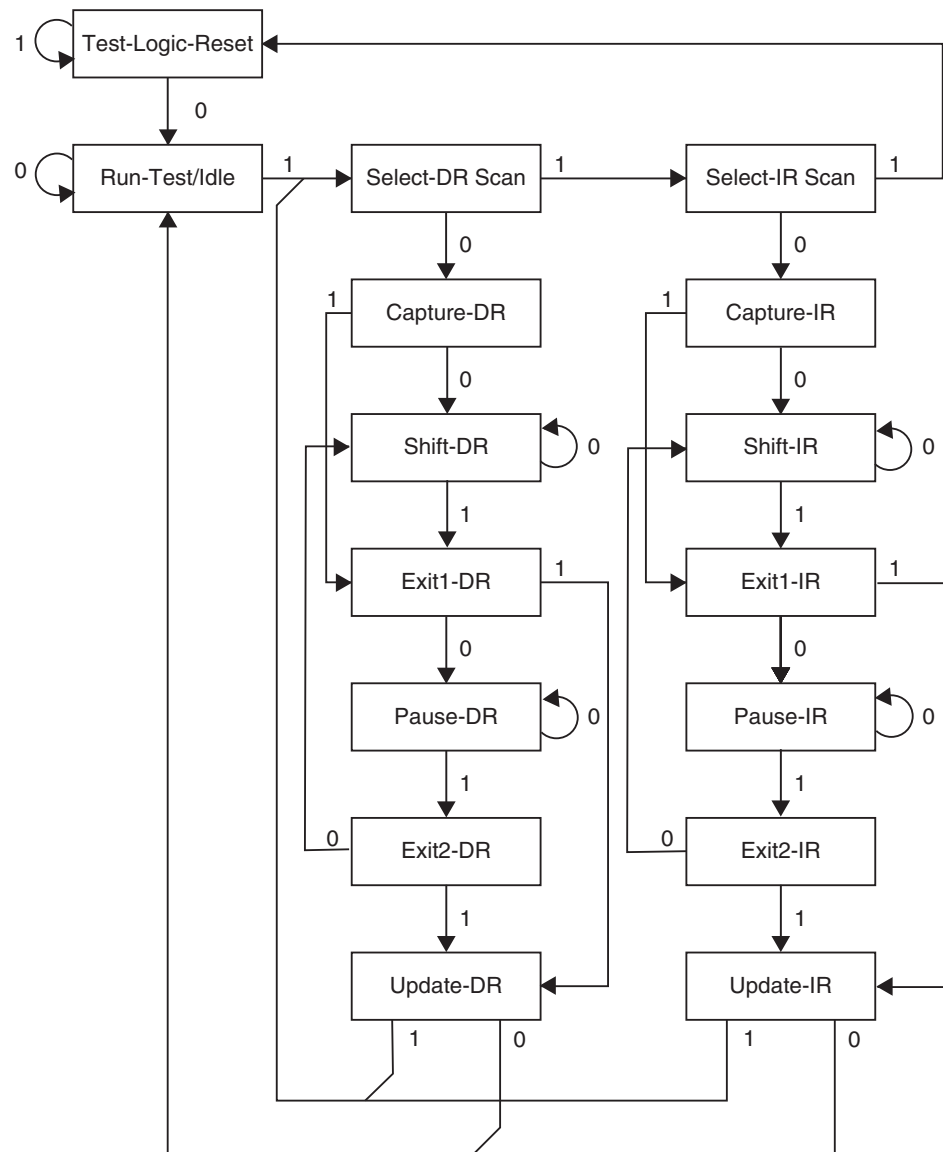 1 Test-Logic-Reset
0
0 Run-Test/Idle 1 Select-DR Scan 1 Select-IR Scan 1
0 0
1 Capture-DR 1 Capture-IR
0 0
Shift-DR 0 Shift-IR 0
1 1
Exit1-DR 1 Exit1-IR 1
0 0
Pause-DR 0 Pause-IR 0
1 1
0 Exit2-DR 0 Exit2-IR
1 1
Update-DR Update-IR
1 0 1 0